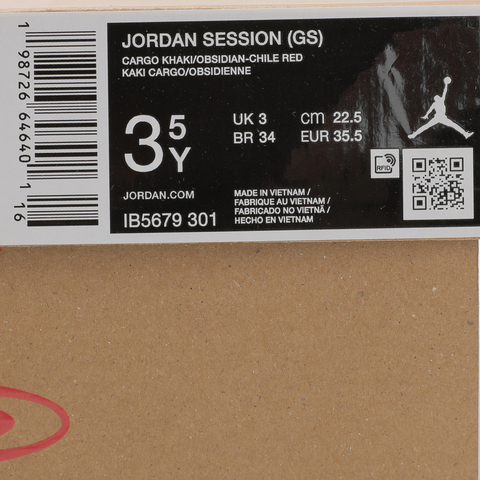 JORDAN SESSION (GS)
CARGO KHAKI/OBSIDIAN-CHILE RED
KAKI CARGO/OBSIDIENNE
3 5Y
UK 3 CM 22.5
BR 34 EUR 35.5
RFID
JORDAN.COM
IB5679 301
MADE IN VIETNAM /
FABRIQUE AU VIETNAM /
FABRICADO NO VIETNÃ /
HECHO EN VIETNAM
1 98726 64640 1 16